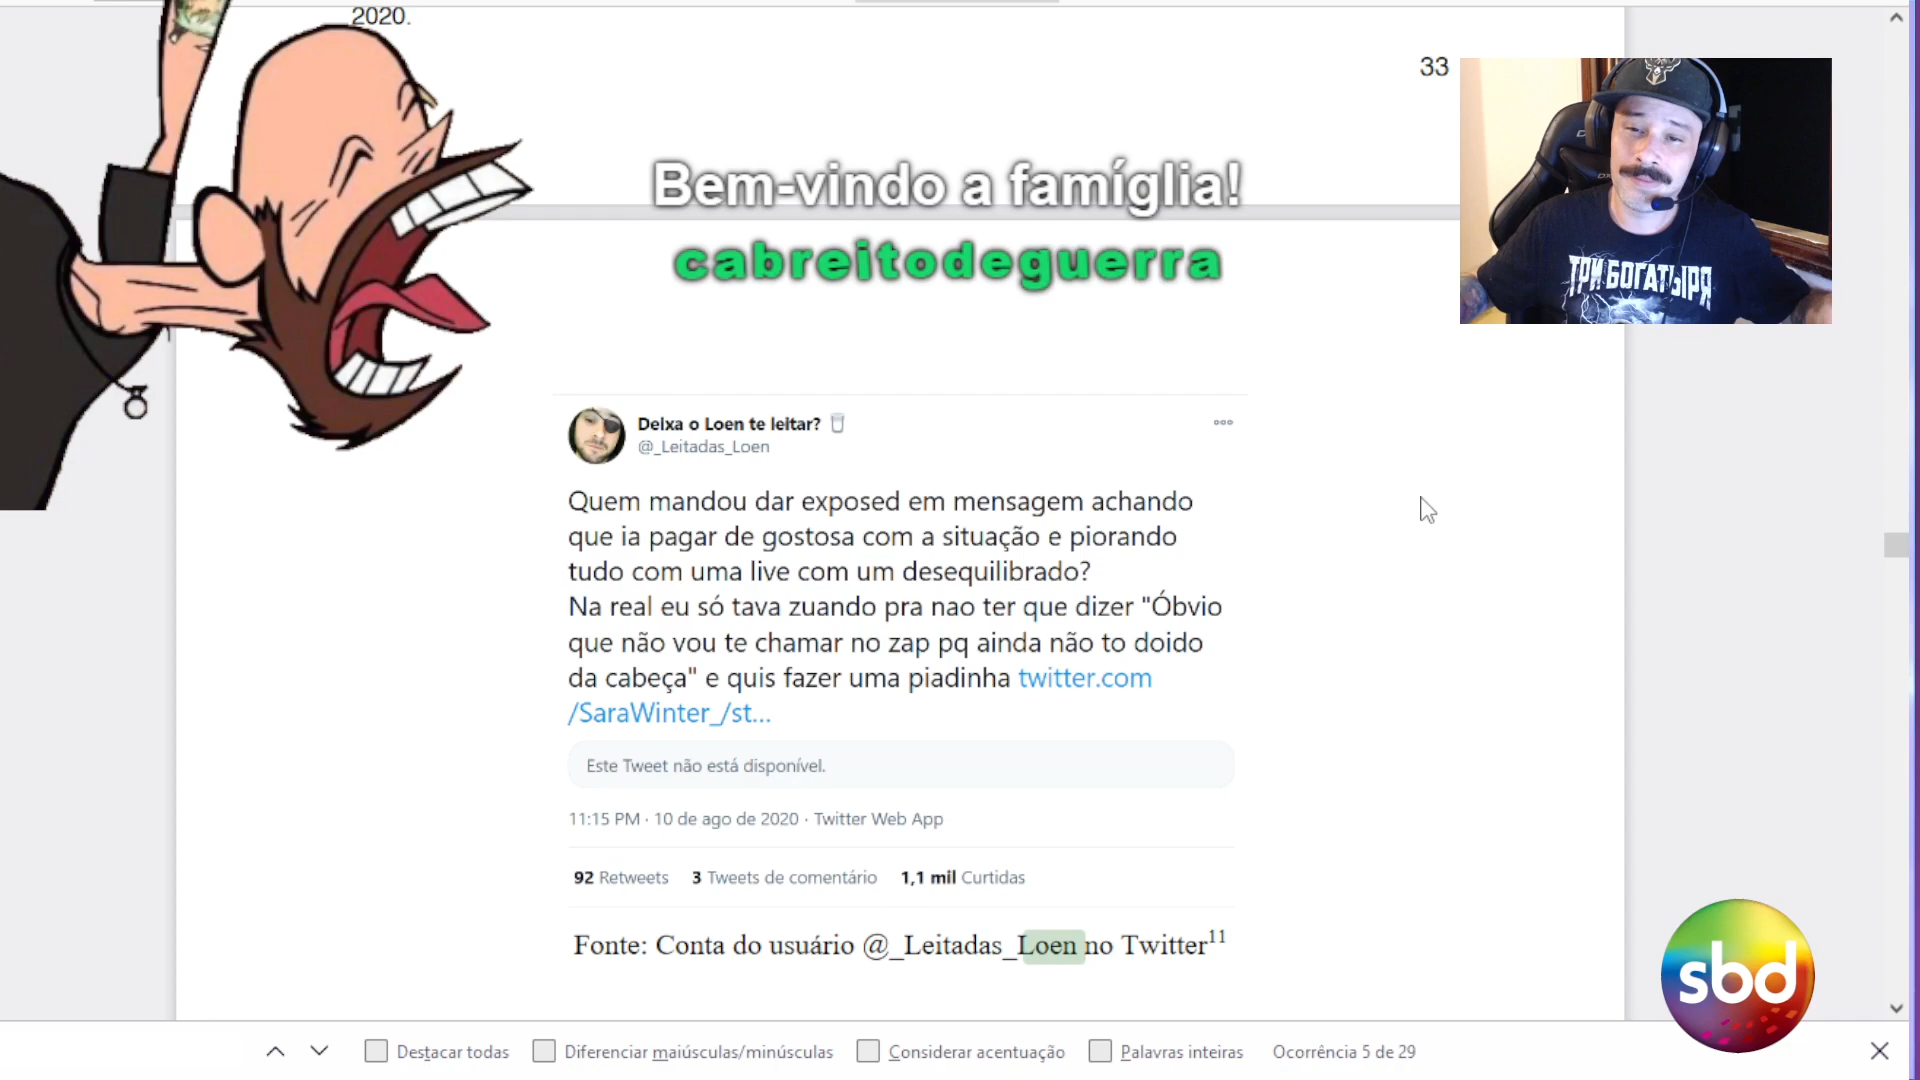 2020.
33
Bem-vindo a famíglia!
cabreitodeguerra
ТРИ БОГАТЫРЯ
Deixa o Loen te leitar?
@_Leitadas_Loen
Quem mandou dar exposed em mensagem achando
que ia pagar de gostosa com a situação e piorando
tudo com uma live com um desequilibrado?
Na real eu só tava zuando pra nao ter que dizer "Óbvio
que não vou te chamar no zap pq ainda não to doido
da cabeça" e quis fazer uma piadinha twitter.com
/SaraWinter_/st...
Este Tweet não está disponível.
11:15 PM · 10 de ago de 2020 · Twitter Web App
92 Retweets 3 Tweets de comentário 1,1 mil Curtidas
Fonte: Conta do usuário @_Leitadas_Loen no Twitter11
sbd
Destacar todas Diferenciar maiúsculas/minúsculas Considerar acentuação Palavras inteiras Ocorrência 5 de 29